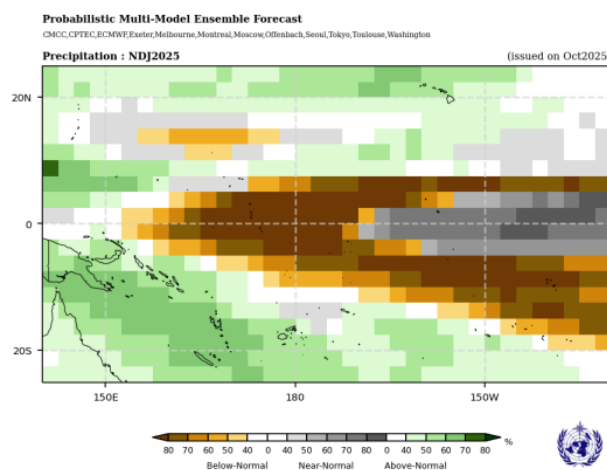 Probabilistic Multi-Model Ensemble Forecast
CMCC,CPTEC,ECMWF,Exeter,Melbourne,Montreal,Moscow,Offenbach,Seoul,Tokyo,Toulouse,Washington
Precipitation : NDJ2025 (issued on Oct2025
20N
0
20S
150E 180 150W
80 70 60 50 40 0 40 50 60 70 80 0 40 50 60 70 80 %
Below-Normal Near-Normal Above-Normal